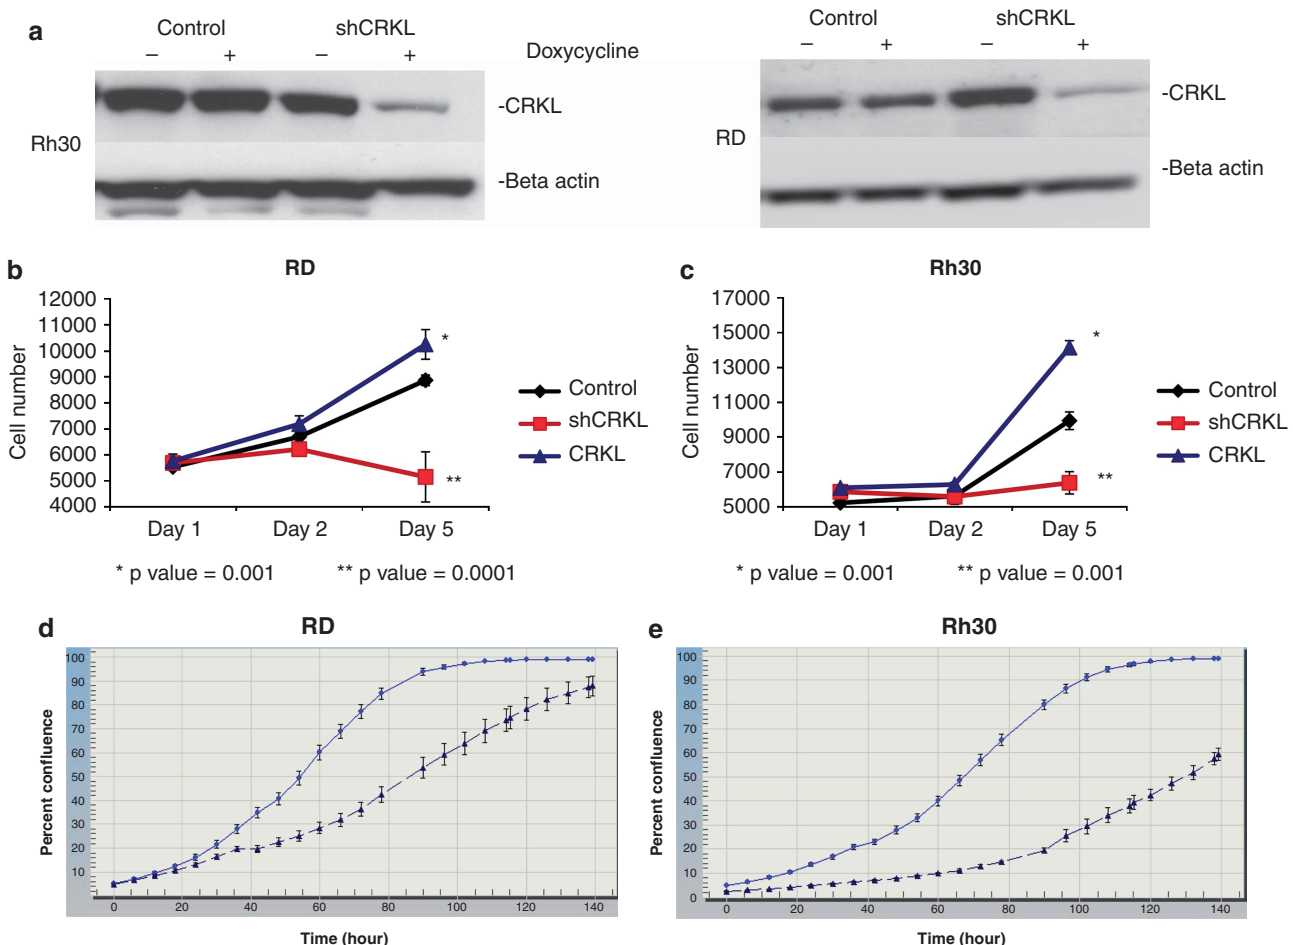 a
Control shCRKL
– + – + Doxycycline
-CRKL
Rh30
-Beta actin
Control shCRKL
– + – +
-CRKL
RD
-Beta actin
b RD
Cell number
12000
11000
10000
9000
8000
7000
6000
5000
4000
Day 1 Day 2 Day 5
*
**
Control
shCRKL
CRKL
* p value = 0.001 ** p value = 0.0001
c Rh30
Cell number
17000
15000
13000
11000
9000
7000
5000
Day 1 Day 2 Day 5
*
**
Control
shCRKL
CRKL
* p value = 0.001 ** p value = 0.001
d RD
Percent confluence
100
90
80
70
60
50
40
30
20
10
0 20 40 60 80 100 120 140
Time (hour)
e Rh30
Percent confluence
100
90
80
70
60
50
40
30
20
10
0
0 20 40 60 80 100 120 140
Time (hour)